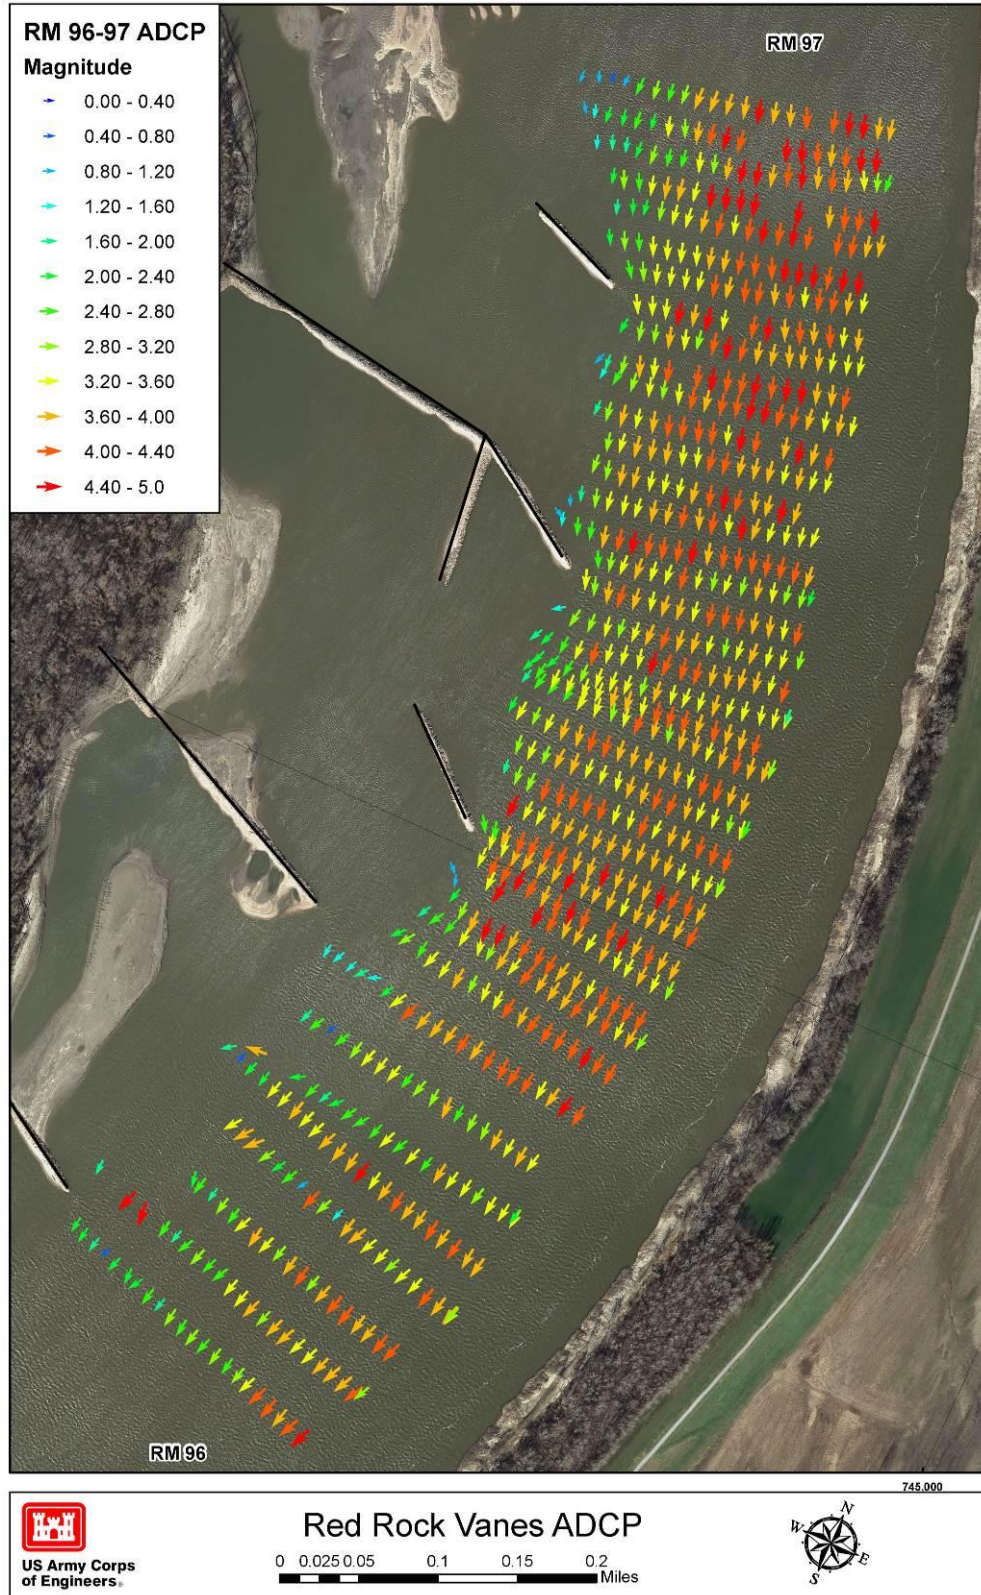 RM 96-97 ADCP
Magnitude
0.00 - 0.40
0.40 - 0.80
0.80 - 1.20
1.20 - 1.60
1.60 - 2.00
2.00 - 2.40
2.40 - 2.80
2.80 - 3.20
3.20 - 3.60
3.60 - 4.00
4.00 - 4.40
4.40 - 5.0
RM 97
RM 96
745.000
US Army Corps
of Engineers®
Red Rock Vanes ADCP
0 0.025 0.05 0.1 0.15 0.2
Miles
N
W
E
S